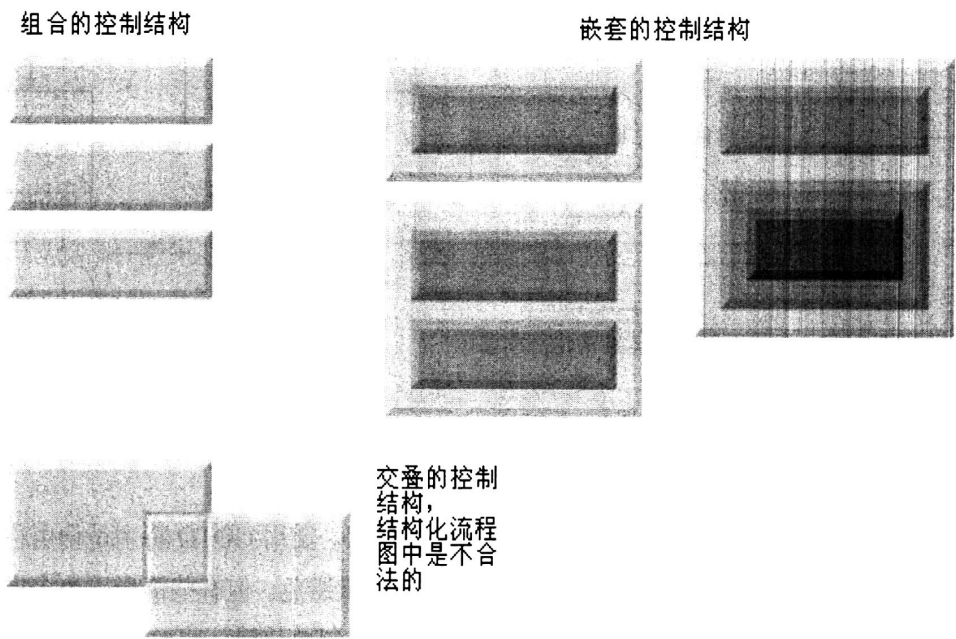 组合的控制结构
嵌套的控制结构
交叠的控制
结构，
结构化流程
图中是不合
法的